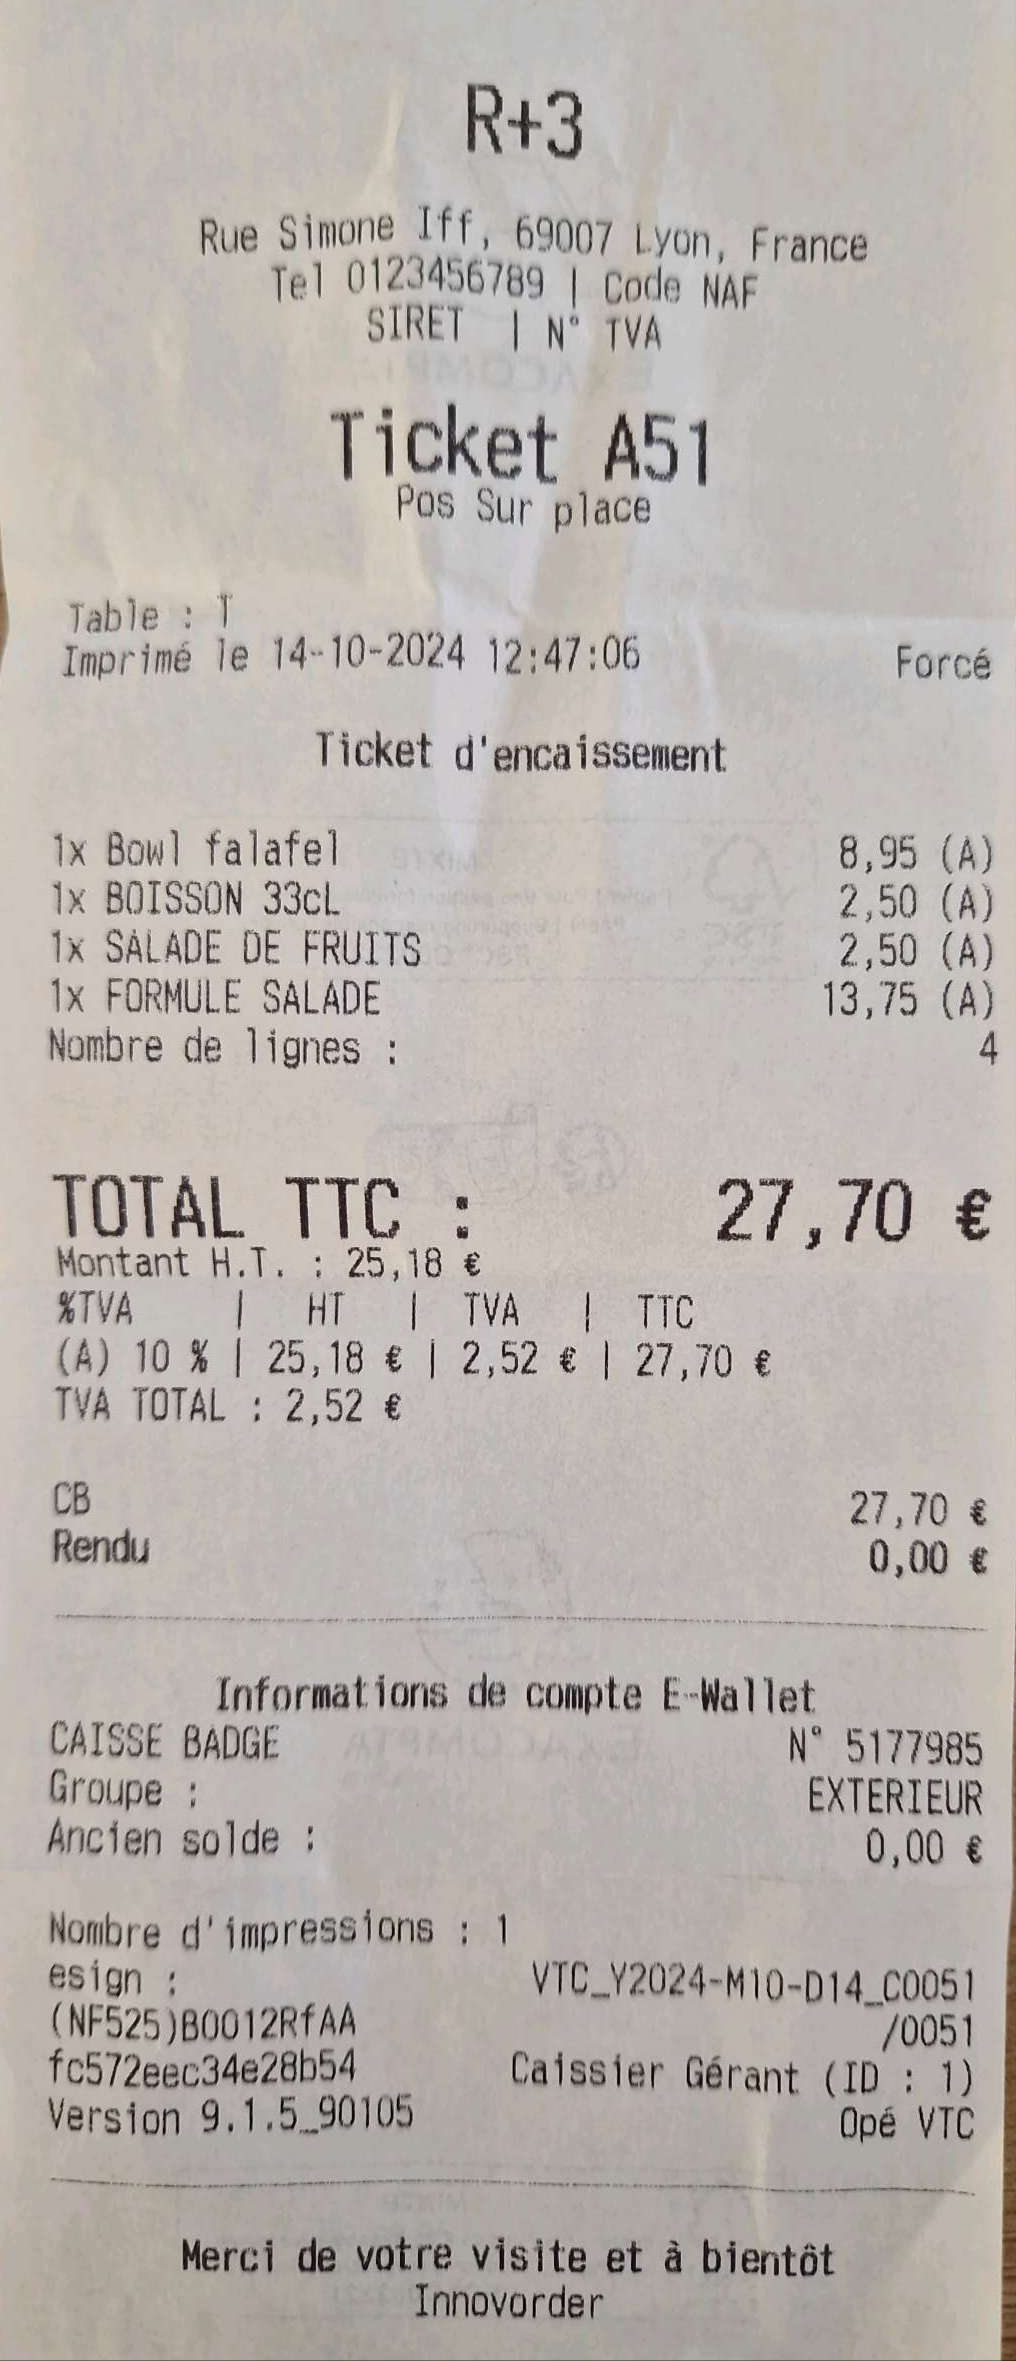 R+3
Rue Simone Iff, 69007 Lyon, France
Tel 0123456789 | Code NAF
SIRET | N° TVA
Ticket A51
Pos Sur place
Table : T
Imprimé le 14-10-2024 12:47:06 Forcé
Ticket d'encaissement
1x Bowl falafel 8,95 (A)
1x BOISSON 33cL 2,50 (A)
1x SALADE DE FRUITS 2,50 (A)
1x FORMULE SALADE 13,75 (A)
Nombre de lignes : 4
TOTAL TTC : 27,70 €
Montant H.T. : 25,18 €
%TVA | HT | TVA | TTC
(A) 10 % | 25,18 € | 2,52 € | 27,70 €
TVA TOTAL : 2,52 €
CB 27,70 €
Rendu 0,00 €
Informations de compte E-Wallet
CAISSE BADGE N° 5177985
Groupe : EXTERIEUR
Ancien solde : 0,00 €
Nombre d'impressions : 1
esign : VTC_Y2024-M10-D14_C0051
(NF525)B0012RfAA /0051
fc572eec34e28b54 Caissier Gérant (ID : 1)
Version 9.1.5_90105 Opé VTC
Merci de votre visite et à bientôt
Innovorder